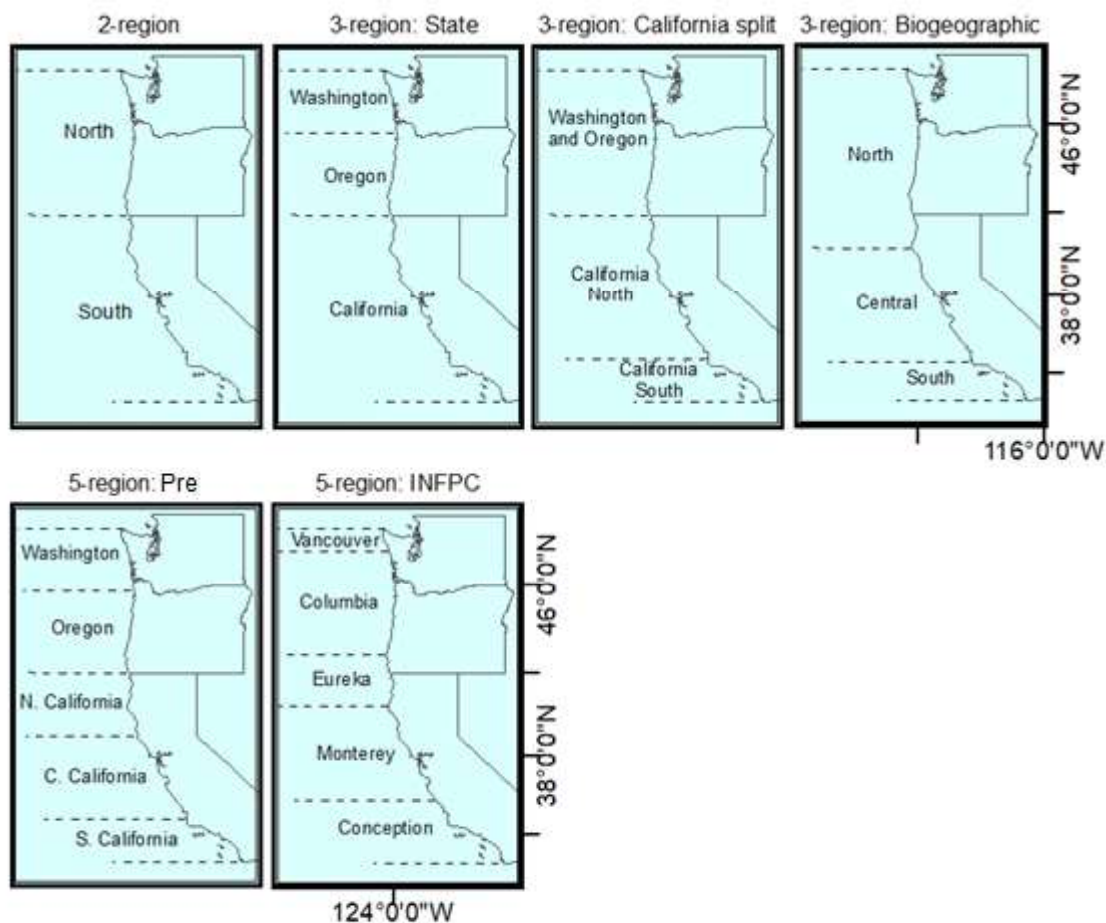 2-region
3-region: State
3-region: California split
3-region: Biogeographic
North
South
Washington
Oregon
California
Washington
and Oregon
California
North
California
South
North
Central
South
46°0'0"N
38°0'0"N
116°0'0"W
5-region: Pre
5-region: INFPC
Washington
Oregon
N. California
C. California
S. California
Vancouver
Columbia
Eureka
Monterey
Conception
46°0'0"N
38°0'0"N
124°0'0"W